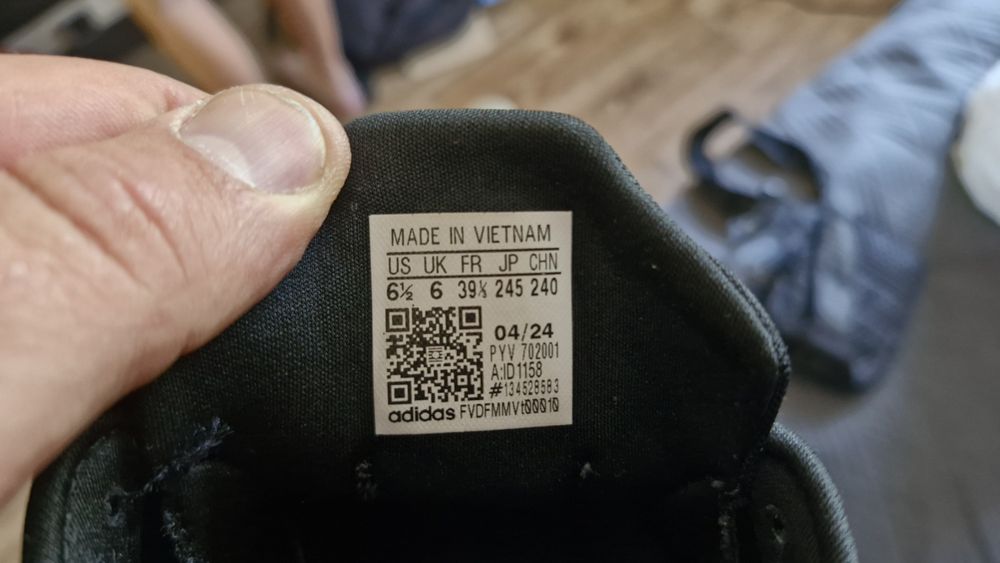 MADE IN VIETNAM
US UK FR JP CHN
6½ 6 39⅓ 245 240
04/24
PYV 702001
A:ID1158
#134528583
adidas FVDFMMVt00010